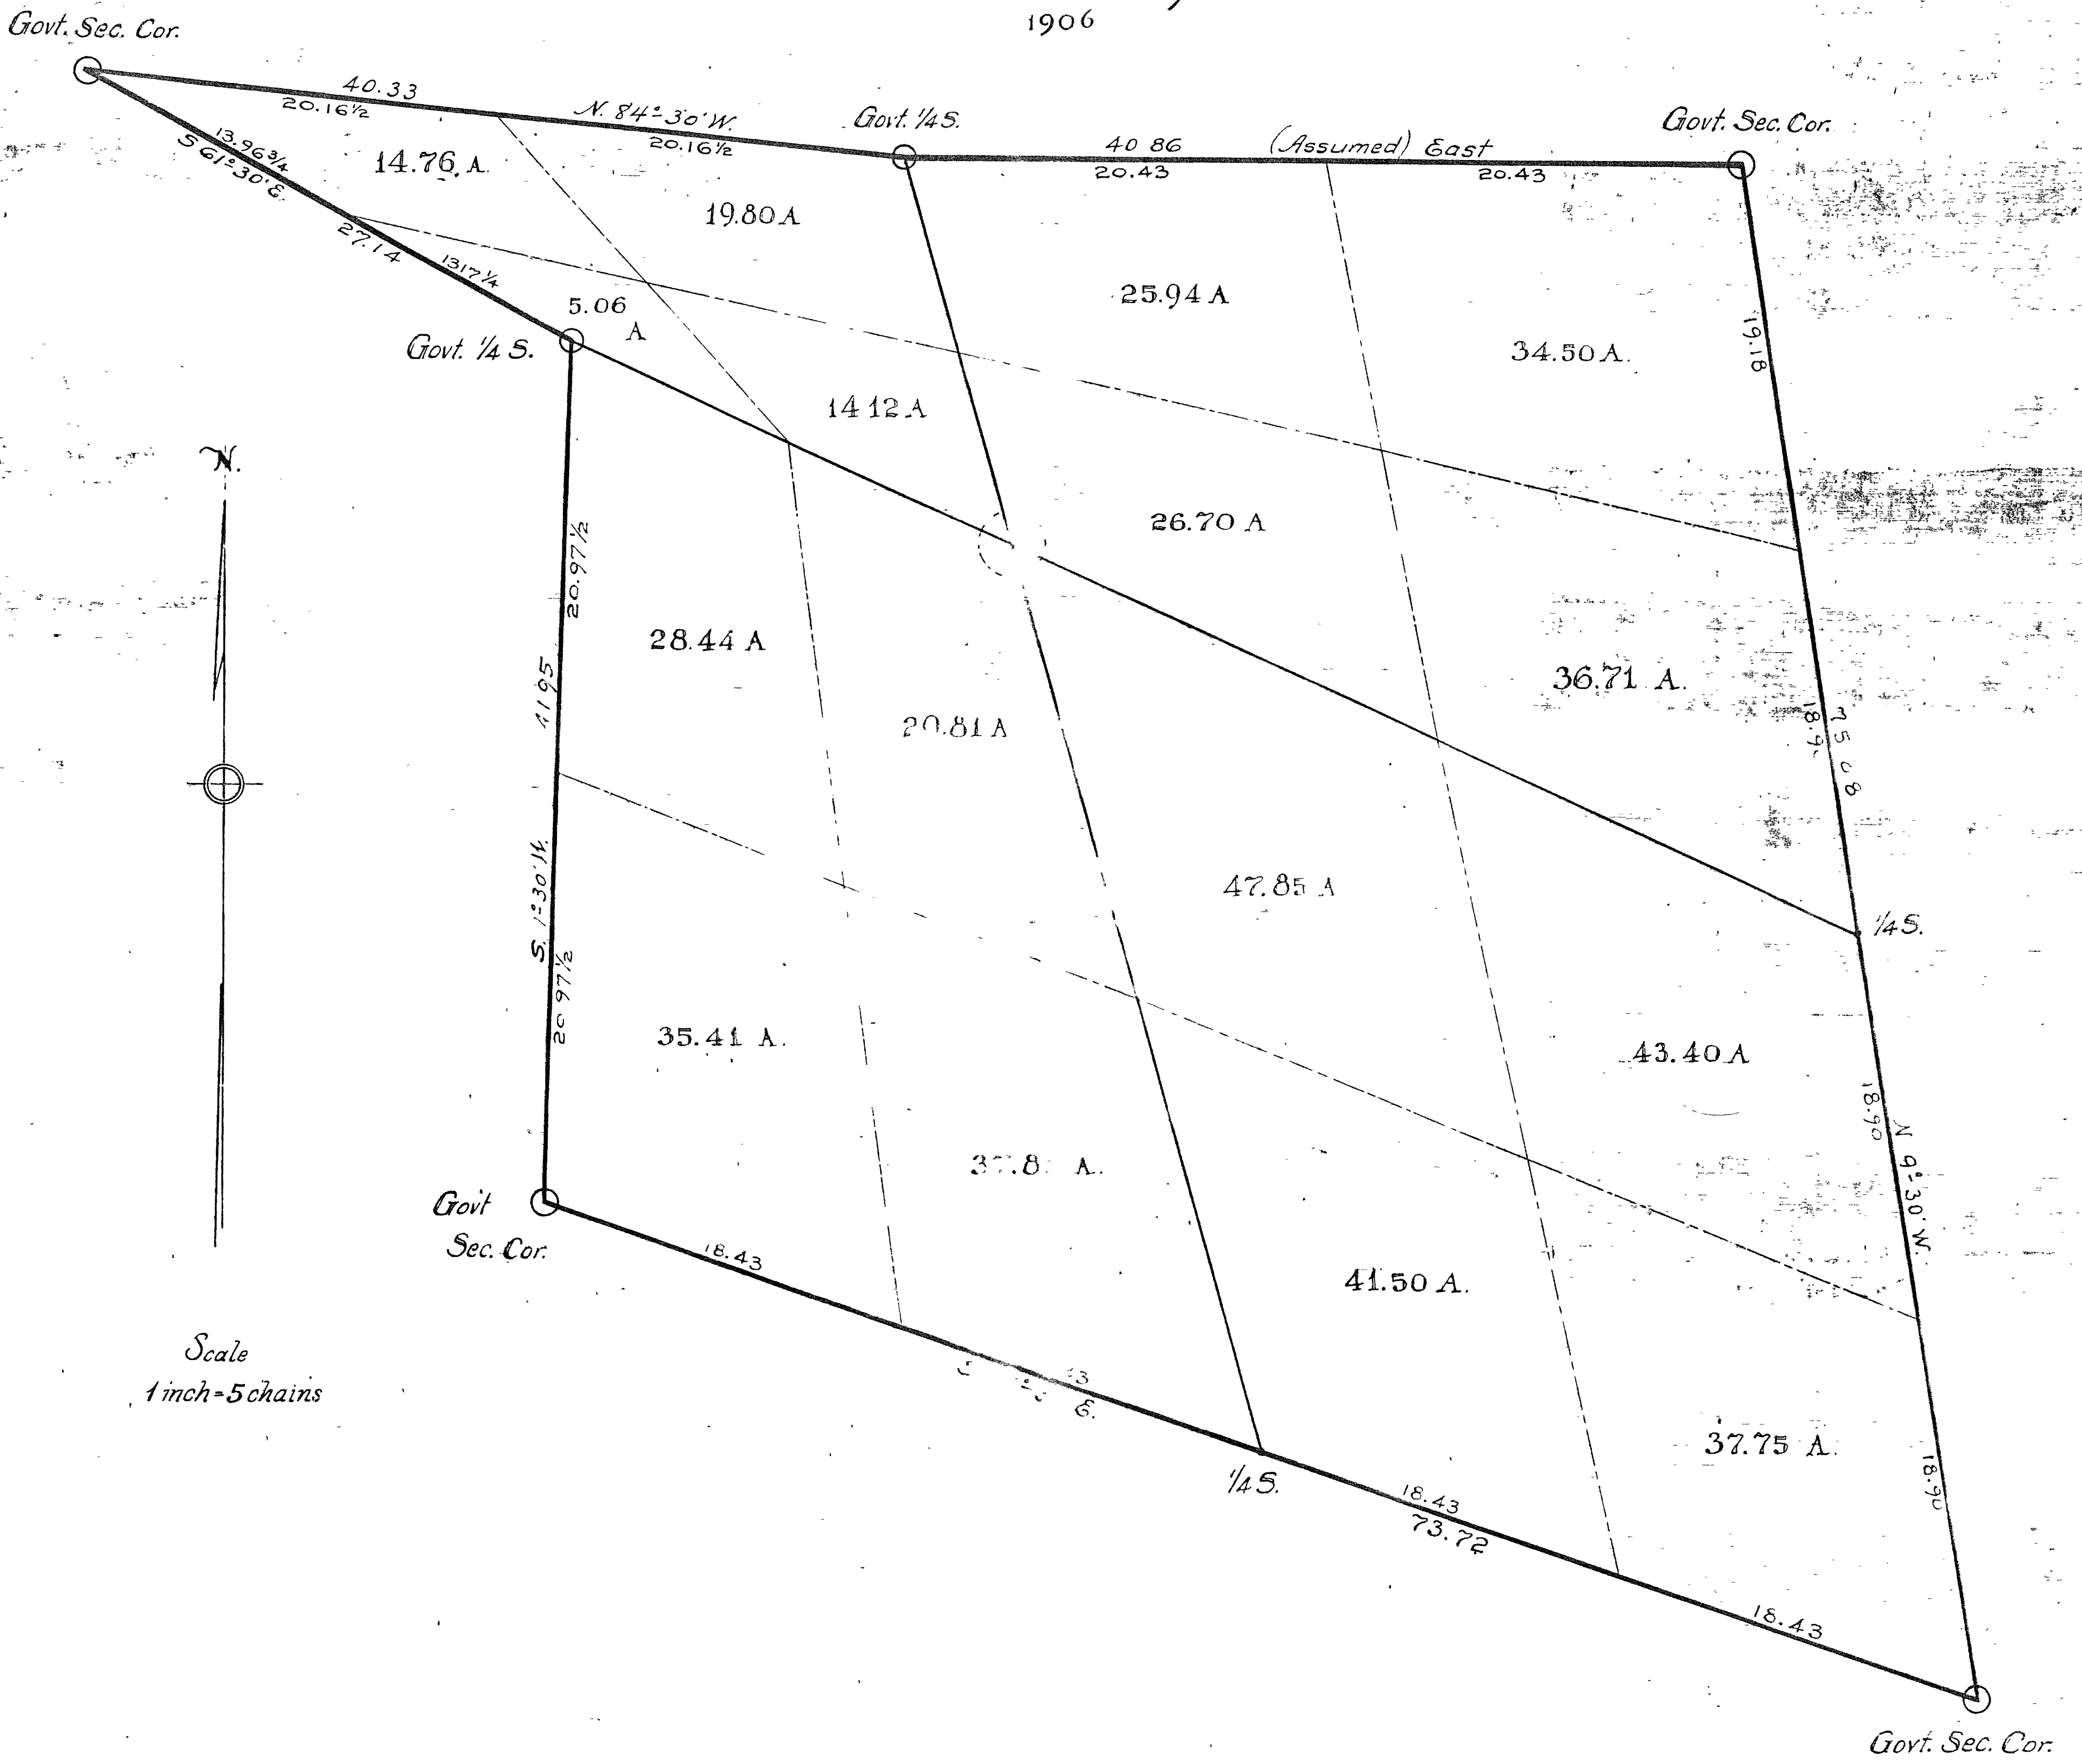 1906
Govt. Sec. Cor.
40.33
20.16½
N. 84°30' W.
20.16½
Govt. ¼ S.
40 86
(Assumed) East
20.43
20.43
Govt. Sec. Cor.
13.96¾
S 61°30' E.
27.14
13 17¼
14.76 A.
19.80 A
25.94 A
34.50 A.
19.18
5.06
A
Govt. ¼ S.
14 12 A
N.
26.70 A
20.97½
28.44 A
41 95
36.71 A.
20.81 A
S. 1°30' W.
47.85 A
¼ S.
20 97½
35.41 A.
43.40 A
18.90
N 9°30' W.
A.
Govt
Sec. Cor.
18.43
41.50 A.
Scale
1 inch = 5 chains
E.
37.75 A.
18.90
¼ S.
18.43
73.72
18.43
Govt. Sec. Cor.